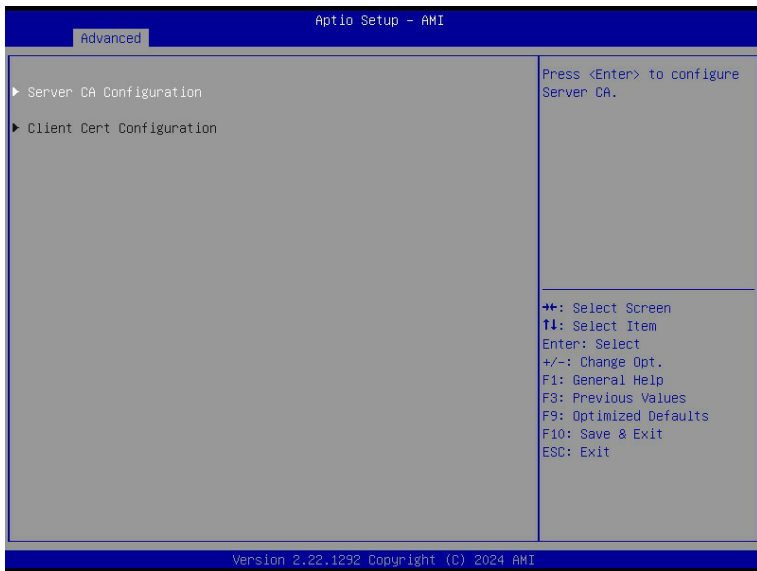 Aptio Setup – AMI
Advanced
▶ Server CA Configuration
▶ Client Cert Configuration
Press <Enter> to configure
Server CA.
→←: Select Screen
↑↓: Select Item
Enter: Select
+/-: Change Opt.
F1: General Help
F3: Previous Values
F9: Optimized Defaults
F10: Save & Exit
ESC: Exit
Version 2.22.1292 Copyright (C) 2024 AMI